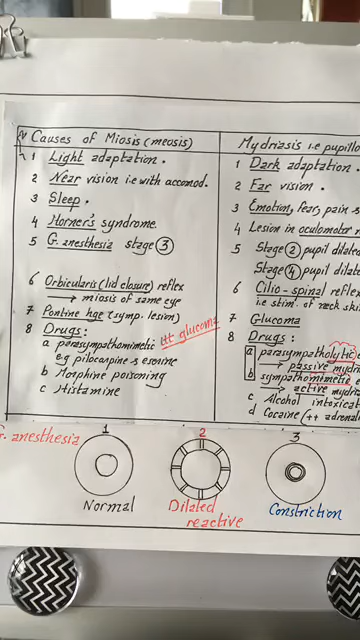 Causes of Miosis (meosis)
1 Light adaptation.
2 Near vision i.e with accomod.
3 Sleep.
4 Horner's syndrome
5 G. anesthesia stage 3
6 Orbicularis (lid closure) reflex
→ miosis of same eye
7 Pontine hge (symp. lesion)
8 Drugs:
a parasympathomimetic ttt glucoma
e.g pilocarpine & eserine
b Morphine poisoning
c Histamine
Mydriasis i.e pupillo
1 Dark adaptation.
2 Far vision.
3 Emotion, fear, pain &
4 Lesion in oculomotor n
5 Stage 2 pupil dilated
Stage 4 pupil dilate
6 Cilio-spinal reflex
i.e stim. of neck ski
7 Glucoma
8 Drugs:
a parasympatholytic
→ passive mydri
b sympathomimetic
→ active mydri
c Alcohol intoxicat
d Cocaine (++ adrenal
G. anesthesia
1
Normal
2
Dilated
reactive
3
Constriction